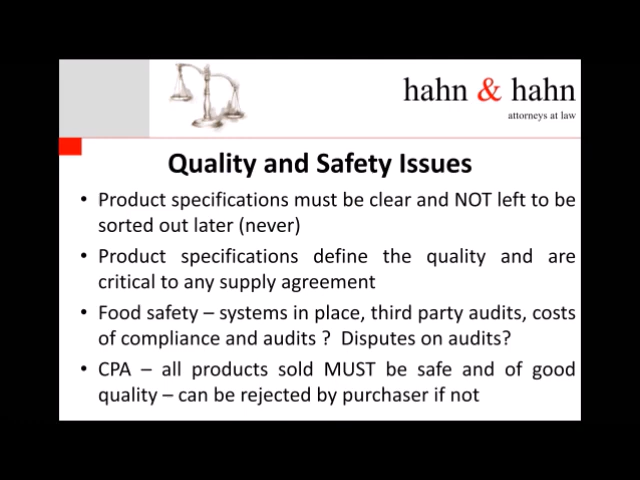 hahn & hahn
attorneys at law
Quality and Safety Issues
• Product specifications must be clear and NOT left to be
sorted out later (never)
• Product specifications define the quality and are
critical to any supply agreement
• Food safety – systems in place, third party audits, costs
of compliance and audits ? Disputes on audits?
• CPA – all products sold MUST be safe and of good
quality – can be rejected by purchaser if not